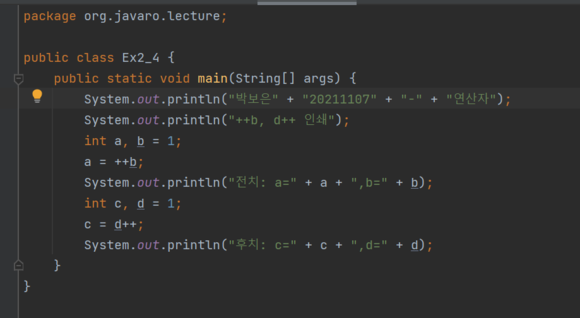 package org.javaro.lecture;
public class Ex2_4 {
public static void main(String[] args) {
System.out.println("박보은" + "20211107" + "-" + "연산자");
System.out.println("++b, d++ 인쇄");
int a, b = 1;
a = ++b;
System.out.println("전치: a=" + a + ",b=" + b);
int c, d = 1;
c = d++;
System.out.println("후치: c=" + c + ",d=" + d);
}
}